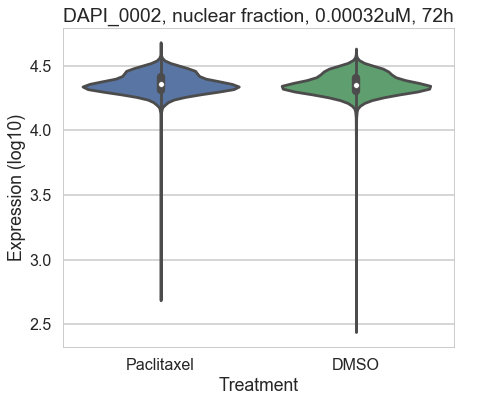 DAPI_0002, nuclear fraction, 0.00032uM, 72h
4.5
4.0
3.5
3.0
2.5
Expression (log10)
Paclitaxel DMSO
Treatment